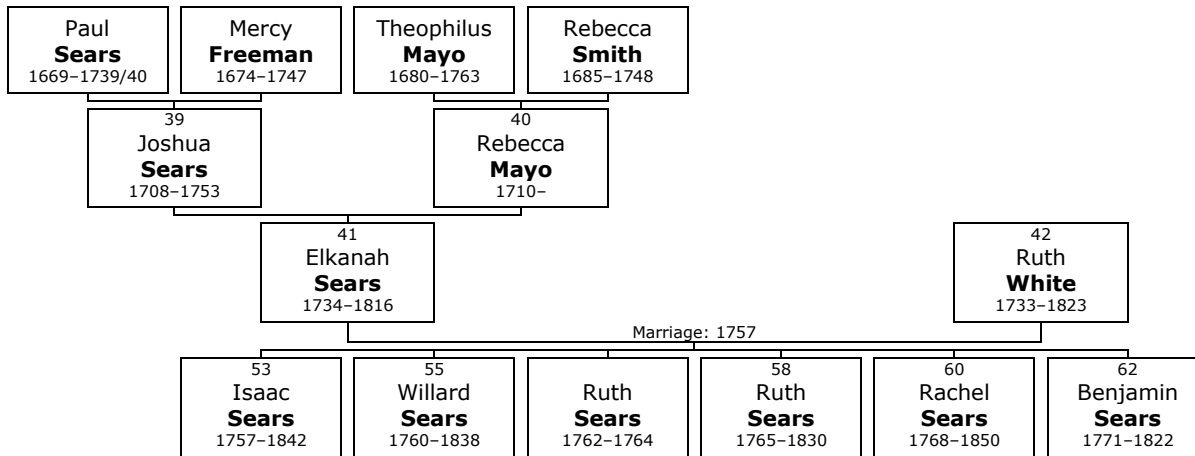 Paul
Sears
1669–1739/40
Mercy
Freeman
1674–1747
Theophilus
Mayo
1680–1763
Rebecca
Smith
1685–1748
39
Joshua
Sears
1708–1753
40
Rebecca
Mayo
1710–
41
Elkanah
Sears
1734–1816
42
Ruth
White
1733–1823
Marriage: 1757
53
Isaac
Sears
1757–1842
55
Willard
Sears
1760–1838
Ruth
Sears
1762–1764
58
Ruth
Sears
1765–1830
60
Rachel
Sears
1768–1850
62
Benjamin
Sears
1771–1822